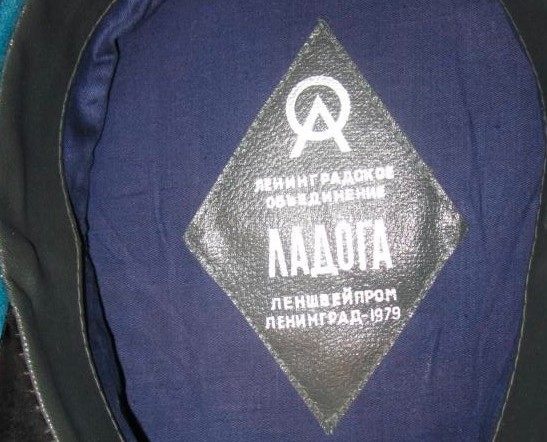 ЛЕНИНГРАДСКОЕ
ОБЪЕДИНЕНИЕ
ЛАДОГА
ЛЕНШВЕЙПРОМ
ЛЕНИНГРАД-1979